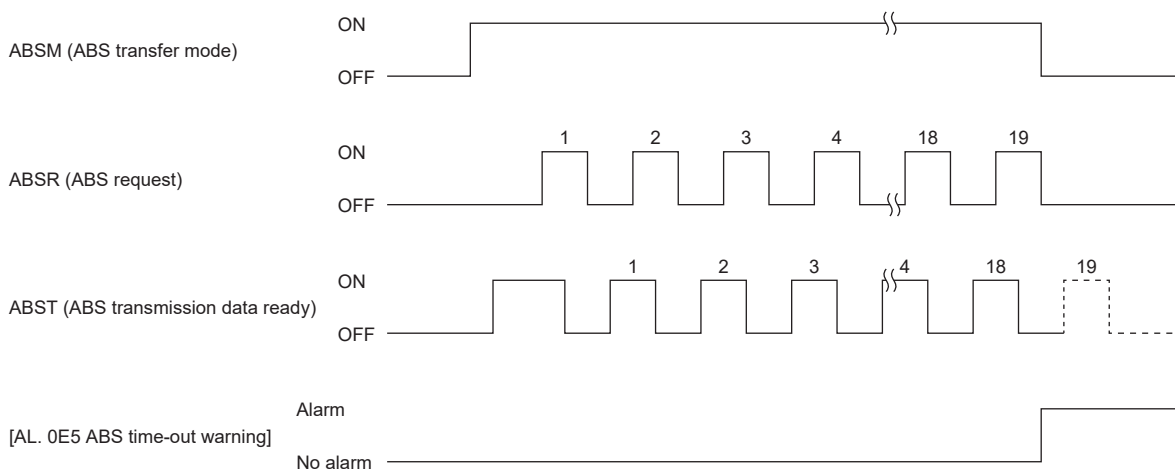 ON
ABSM (ABS transfer mode)
OFF
1 2 3 4 18 19
ON
ABSR (ABS request)
OFF
1 2 3 4 18 19
ON
ABST (ABS transmission data ready)
OFF
Alarm
[AL. 0E5 ABS time-out warning]
No alarm